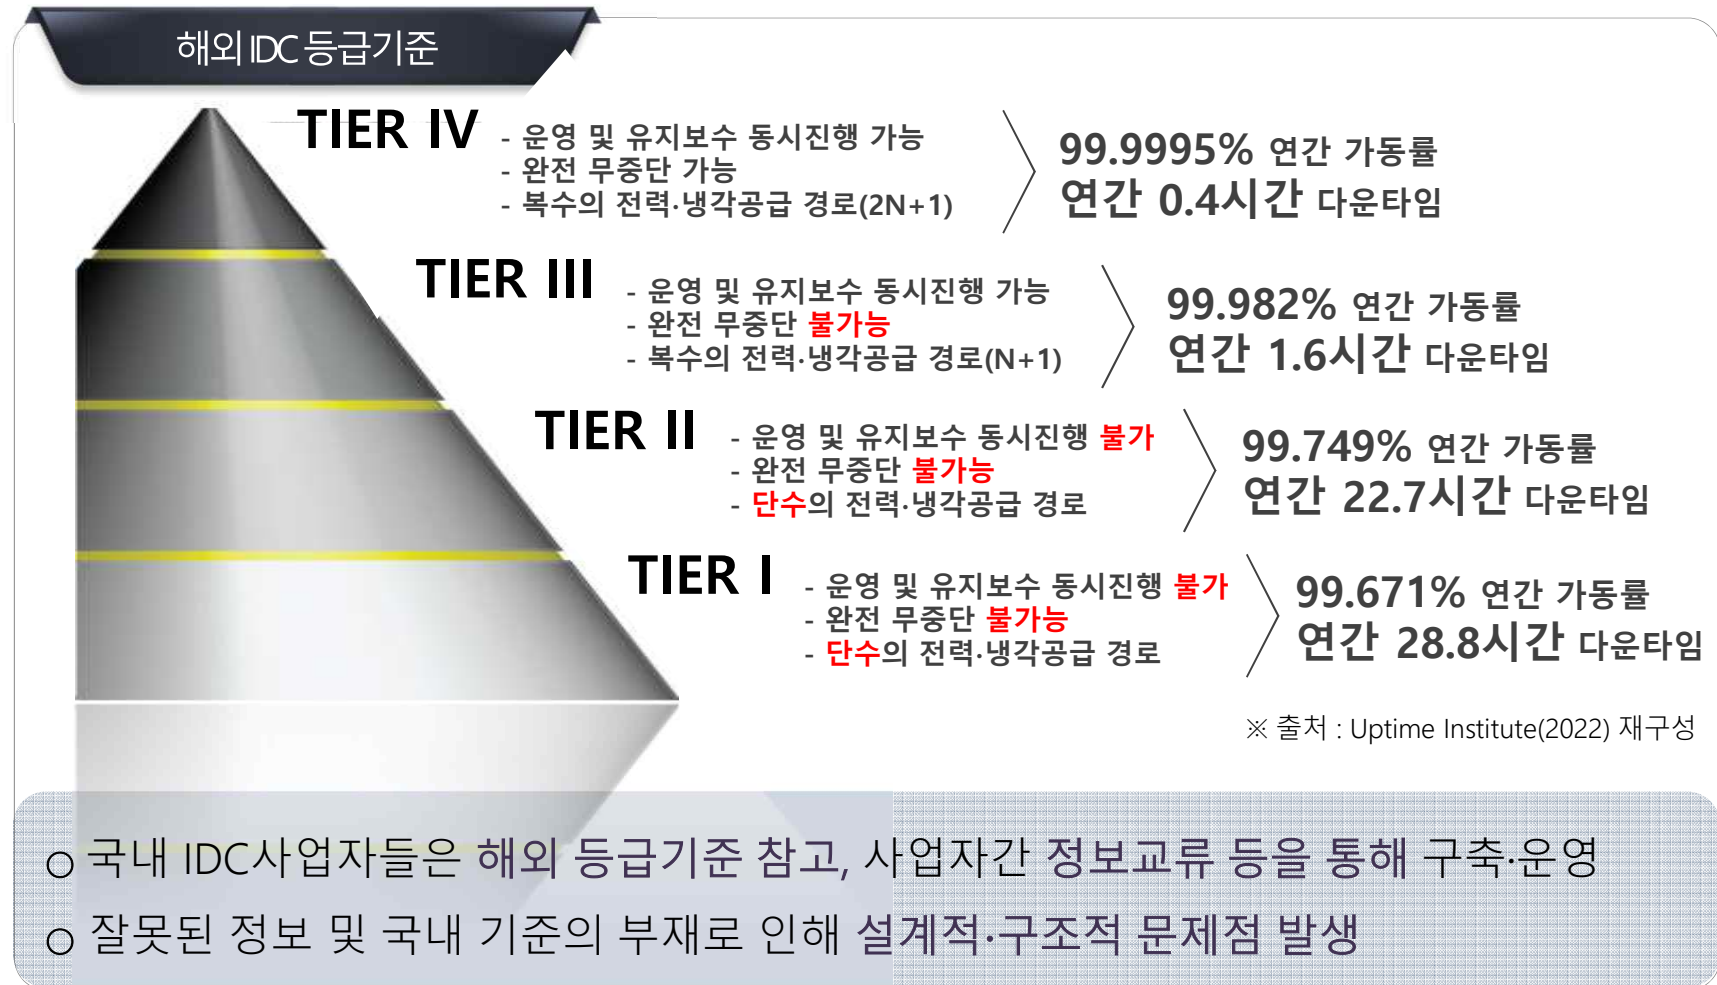 해외 IDC 등급기준
TIER IV
- 운영 및 유지보수 동시진행 가능
- 완전 무중단 가능
- 복수의 전력·냉각공급 경로(2N+1)
99.9995% 연간 가동률
연간 0.4시간 다운타임
TIER III
- 운영 및 유지보수 동시진행 가능
- 완전 무중단 불가능
- 복수의 전력·냉각공급 경로(N+1)
99.982% 연간 가동률
연간 1.6시간 다운타임
TIER II
- 운영 및 유지보수 동시진행 불가
- 완전 무중단 불가능
- 단수의 전력·냉각공급 경로
99.749% 연간 가동률
연간 22.7시간 다운타임
TIER I
- 운영 및 유지보수 동시진행 불가
- 완전 무중단 불가능
- 단수의 전력·냉각공급 경로
99.671% 연간 가동률
연간 28.8시간 다운타임
※ 출처 : Uptime Institute(2022) 재구성
○ 국내 IDC사업자들은 해외 등급기준 참고, 사업자간 정보교류 등을 통해 구축·운영
○ 잘못된 정보 및 국내 기준의 부재로 인해 설계적·구조적 문제점 발생